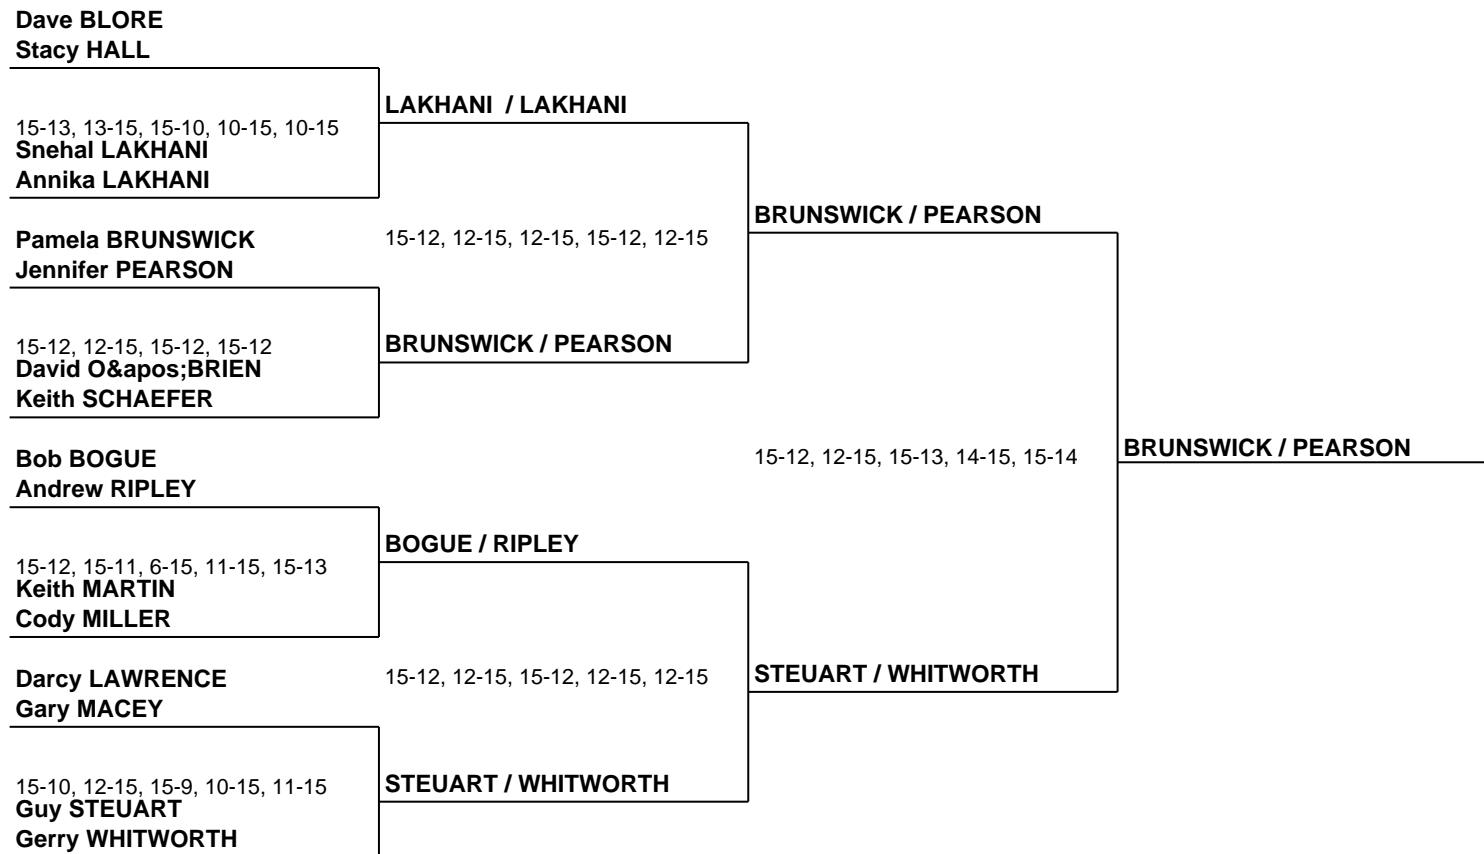 Dave BLORE
Stacy HALL
15-13, 13-15, 15-10, 10-15, 10-15
Snehal LAKHANI
Annika LAKHANI
Pamela BRUNSWICK
Jennifer PEARSON
15-12, 12-15, 15-12, 15-12
David O&apos;BRIEN
Keith SCHAEFER
Bob BOGUE
Andrew RIPLEY
15-12, 15-11, 6-15, 11-15, 15-13
Keith MARTIN
Cody MILLER
Darcy LAWRENCE
Gary MACEY
15-10, 12-15, 15-9, 10-15, 11-15
Guy STEUART
Gerry WHITWORTH
LAKHANI  / LAKHANI
15-12, 12-15, 12-15, 15-12, 12-15
BRUNSWICK / PEARSON
BOGUE / RIPLEY
15-12, 12-15, 15-12, 12-15, 12-15
STEUART / WHITWORTH
BRUNSWICK / PEARSON
15-12, 12-15, 15-13, 14-15, 15-14
STEUART / WHITWORTH
BRUNSWICK / PEARSON